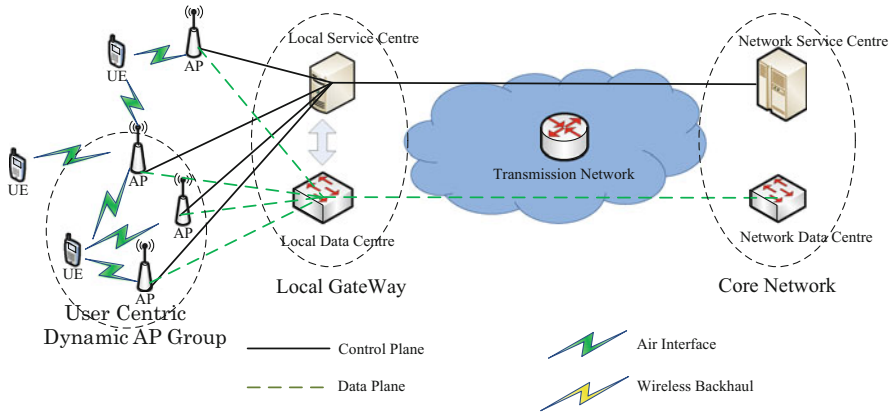 Local Service Centre
Network Service Centre
UE
AP
AP
UE
AP
Transmission Network
UE
AP
Local Data Centre
Network Data Centre
Local GateWay
Core Network
User Centric
Dynamic AP Group
Control Plane
Air Interface
Data Plane
Wireless Backhaul